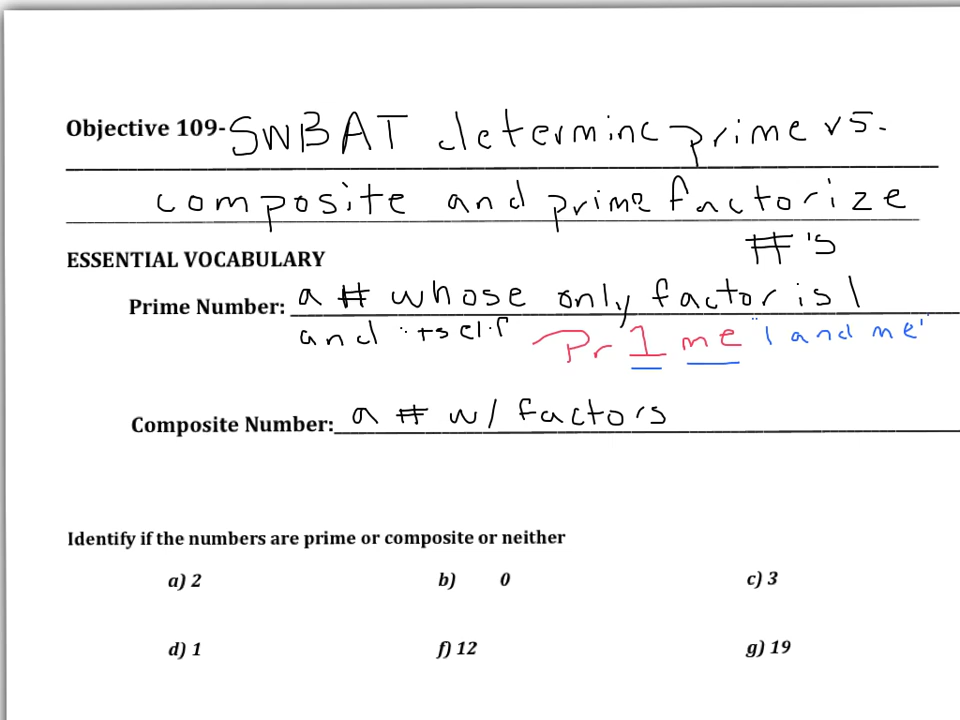 Objective 109- SWBAT determine prime vs.
composite and prime factorize
#'s
ESSENTIAL VOCABULARY
Prime Number: a # whose only factor is 1
and itself Pr1me "1 and me"
Composite Number: a # w/ factors
Identify if the numbers are prime or composite or neither
a) 2 b) 0 c) 3
d) 1 f) 12 g) 19